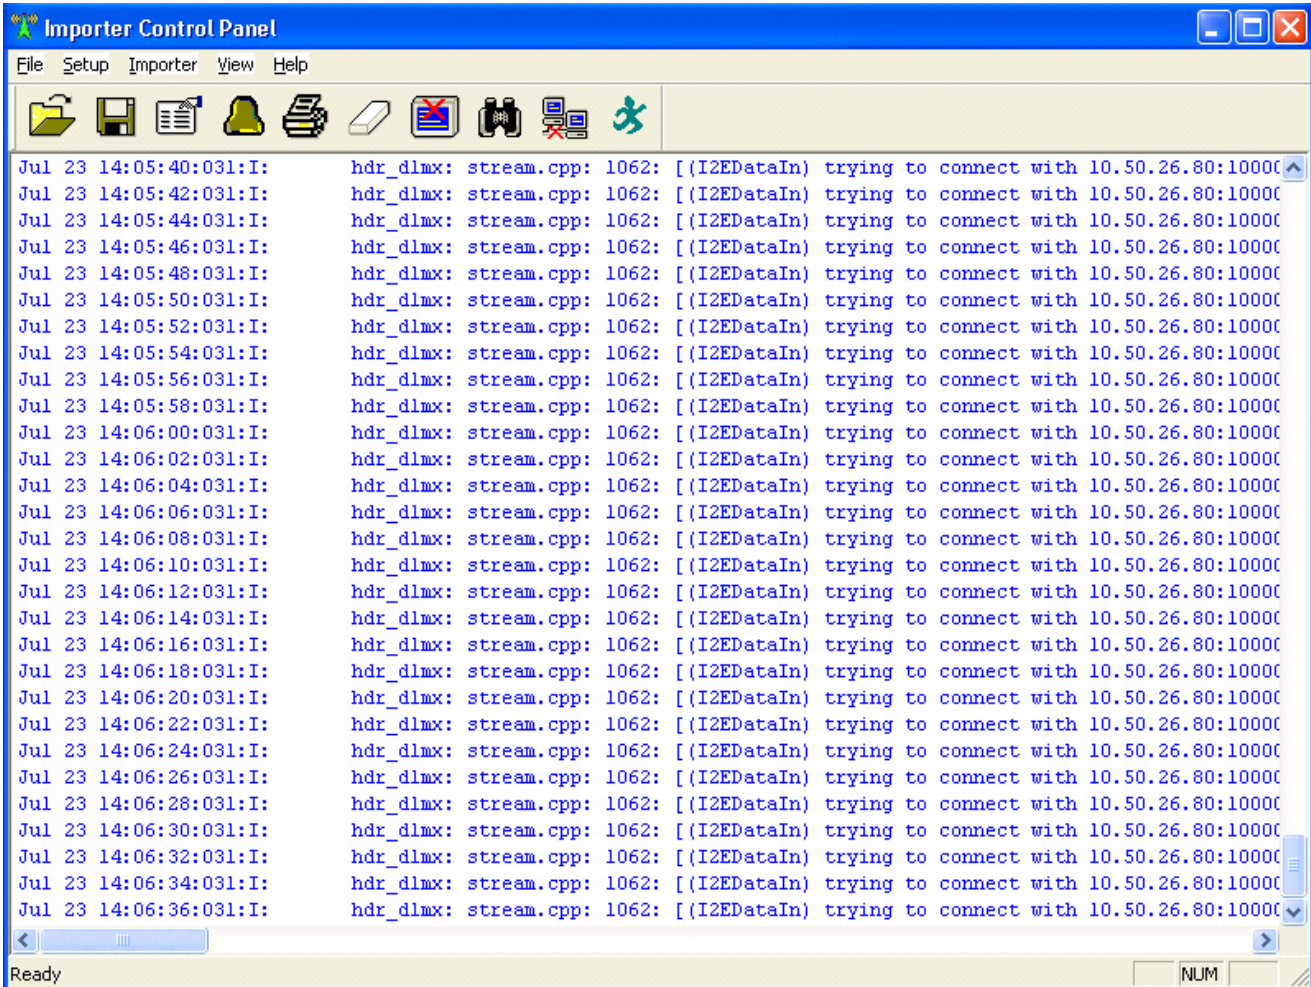 Importer Control Panel
File Setup Importer View Help
Jul 23 14:05:40:031:I: hdr_dlmx: stream.cpp: 1062: [(I2EDataIn) trying to connect with 10.50.26.80:10000
Jul 23 14:05:42:031:I: hdr_dlmx: stream.cpp: 1062: [(I2EDataIn) trying to connect with 10.50.26.80:10000
Jul 23 14:05:44:031:I: hdr_dlmx: stream.cpp: 1062: [(I2EDataIn) trying to connect with 10.50.26.80:10000
Jul 23 14:05:46:031:I: hdr_dlmx: stream.cpp: 1062: [(I2EDataIn) trying to connect with 10.50.26.80:10000
Jul 23 14:05:48:031:I: hdr_dlmx: stream.cpp: 1062: [(I2EDataIn) trying to connect with 10.50.26.80:10000
Jul 23 14:05:50:031:I: hdr_dlmx: stream.cpp: 1062: [(I2EDataIn) trying to connect with 10.50.26.80:10000
Jul 23 14:05:52:031:I: hdr_dlmx: stream.cpp: 1062: [(I2EDataIn) trying to connect with 10.50.26.80:10000
Jul 23 14:05:54:031:I: hdr_dlmx: stream.cpp: 1062: [(I2EDataIn) trying to connect with 10.50.26.80:10000
Jul 23 14:05:56:031:I: hdr_dlmx: stream.cpp: 1062: [(I2EDataIn) trying to connect with 10.50.26.80:10000
Jul 23 14:05:58:031:I: hdr_dlmx: stream.cpp: 1062: [(I2EDataIn) trying to connect with 10.50.26.80:10000
Jul 23 14:06:00:031:I: hdr_dlmx: stream.cpp: 1062: [(I2EDataIn) trying to connect with 10.50.26.80:10000
Jul 23 14:06:02:031:I: hdr_dlmx: stream.cpp: 1062: [(I2EDataIn) trying to connect with 10.50.26.80:10000
Jul 23 14:06:04:031:I: hdr_dlmx: stream.cpp: 1062: [(I2EDataIn) trying to connect with 10.50.26.80:10000
Jul 23 14:06:06:031:I: hdr_dlmx: stream.cpp: 1062: [(I2EDataIn) trying to connect with 10.50.26.80:10000
Jul 23 14:06:08:031:I: hdr_dlmx: stream.cpp: 1062: [(I2EDataIn) trying to connect with 10.50.26.80:10000
Jul 23 14:06:10:031:I: hdr_dlmx: stream.cpp: 1062: [(I2EDataIn) trying to connect with 10.50.26.80:10000
Jul 23 14:06:12:031:I: hdr_dlmx: stream.cpp: 1062: [(I2EDataIn) trying to connect with 10.50.26.80:10000
Jul 23 14:06:14:031:I: hdr_dlmx: stream.cpp: 1062: [(I2EDataIn) trying to connect with 10.50.26.80:10000
Jul 23 14:06:16:031:I: hdr_dlmx: stream.cpp: 1062: [(I2EDataIn) trying to connect with 10.50.26.80:10000
Jul 23 14:06:18:031:I: hdr_dlmx: stream.cpp: 1062: [(I2EDataIn) trying to connect with 10.50.26.80:10000
Jul 23 14:06:20:031:I: hdr_dlmx: stream.cpp: 1062: [(I2EDataIn) trying to connect with 10.50.26.80:10000
Jul 23 14:06:22:031:I: hdr_dlmx: stream.cpp: 1062: [(I2EDataIn) trying to connect with 10.50.26.80:10000
Jul 23 14:06:24:031:I: hdr_dlmx: stream.cpp: 1062: [(I2EDataIn) trying to connect with 10.50.26.80:10000
Jul 23 14:06:26:031:I: hdr_dlmx: stream.cpp: 1062: [(I2EDataIn) trying to connect with 10.50.26.80:10000
Jul 23 14:06:28:031:I: hdr_dlmx: stream.cpp: 1062: [(I2EDataIn) trying to connect with 10.50.26.80:10000
Jul 23 14:06:30:031:I: hdr_dlmx: stream.cpp: 1062: [(I2EDataIn) trying to connect with 10.50.26.80:10000
Jul 23 14:06:32:031:I: hdr_dlmx: stream.cpp: 1062: [(I2EDataIn) trying to connect with 10.50.26.80:10000
Jul 23 14:06:34:031:I: hdr_dlmx: stream.cpp: 1062: [(I2EDataIn) trying to connect with 10.50.26.80:10000
Jul 23 14:06:36:031:I: hdr_dlmx: stream.cpp: 1062: [(I2EDataIn) trying to connect with 10.50.26.80:10000
Ready NUM